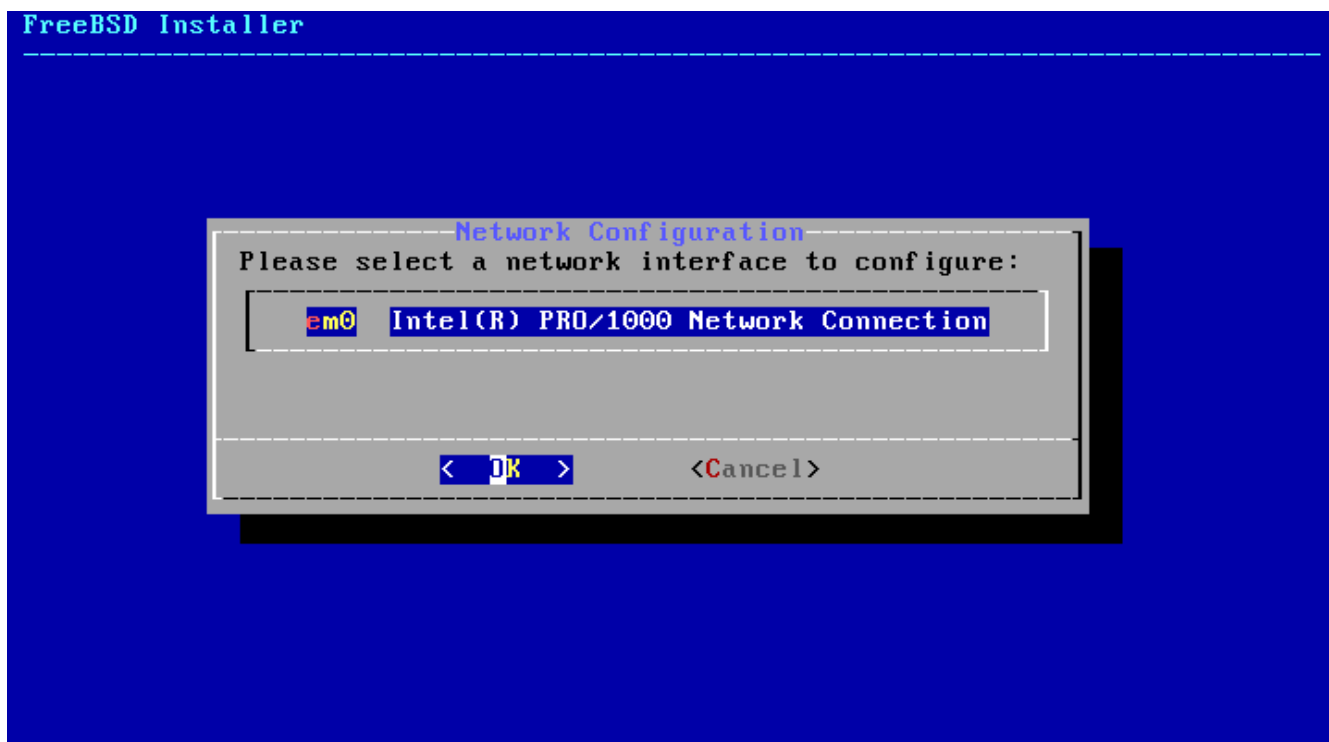 FreeBSD Installer
Network Configuration
Please select a network interface to configure:
em0 Intel(R) PRO/1000 Network Connection
< OK > <Cancel>